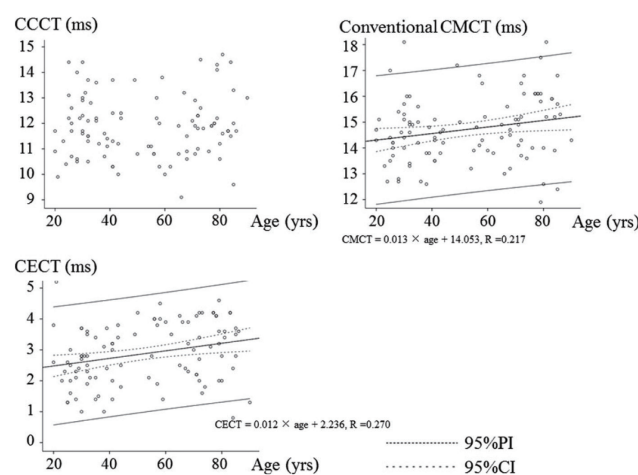 CCCT (ms)
15
14
13
12
11
10
9
20 40 60 80 Age (yrs)
Conventional CMCT (ms)
18
17
16
15
14
13
12
20 40 60 80 Age (yrs)
CMCT = 0.013 × age + 14.053, R =0.217
CECT (ms)
5
4
3
2
1
0
20 40 60 80 Age (yrs)
CECT = 0.012 × age + 2.236, R =0.270
95%PI
95%CI